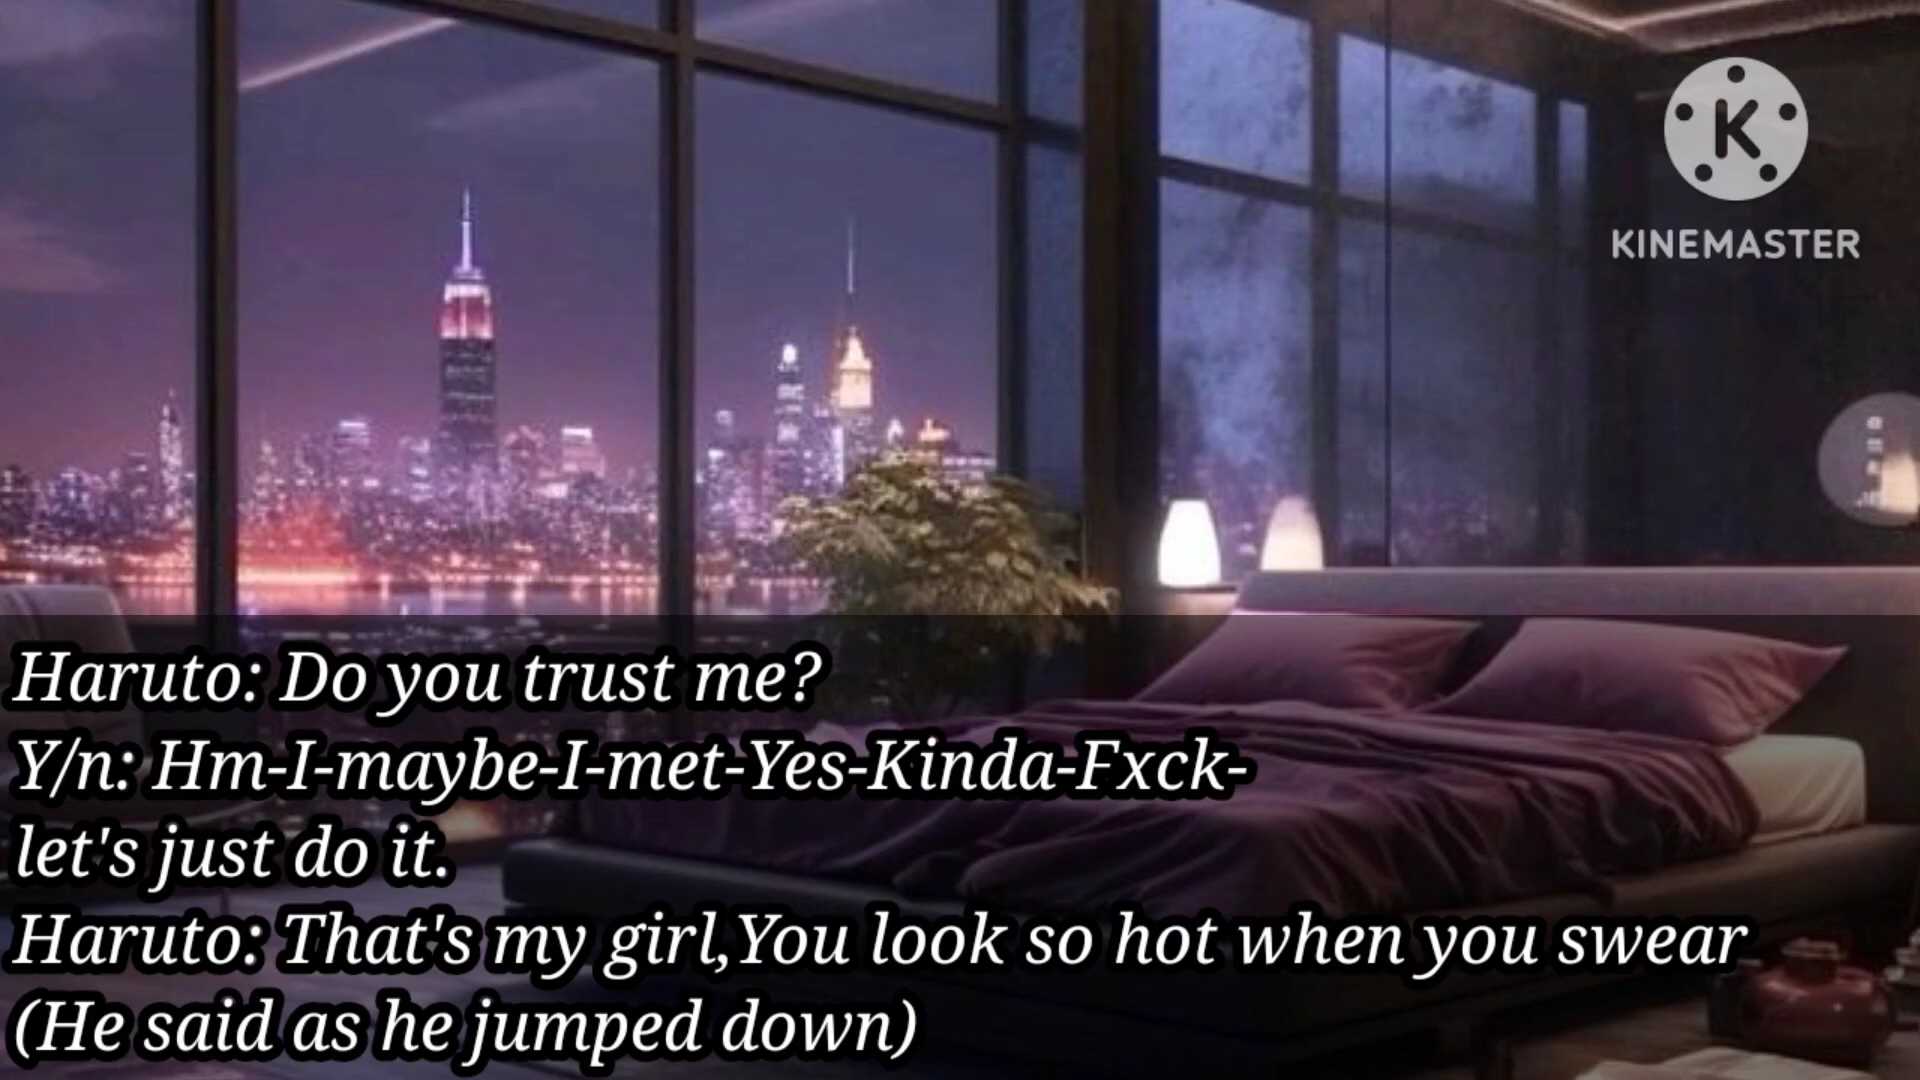 K
KINEMASTER
Haruto: Do you trust me?
Y/n: Hm-I-maybe-I-met-Yes-Kinda-Fxck-
let's just do it.
Haruto: That's my girl,You look so hot when you swear
(He said as he jumped down)